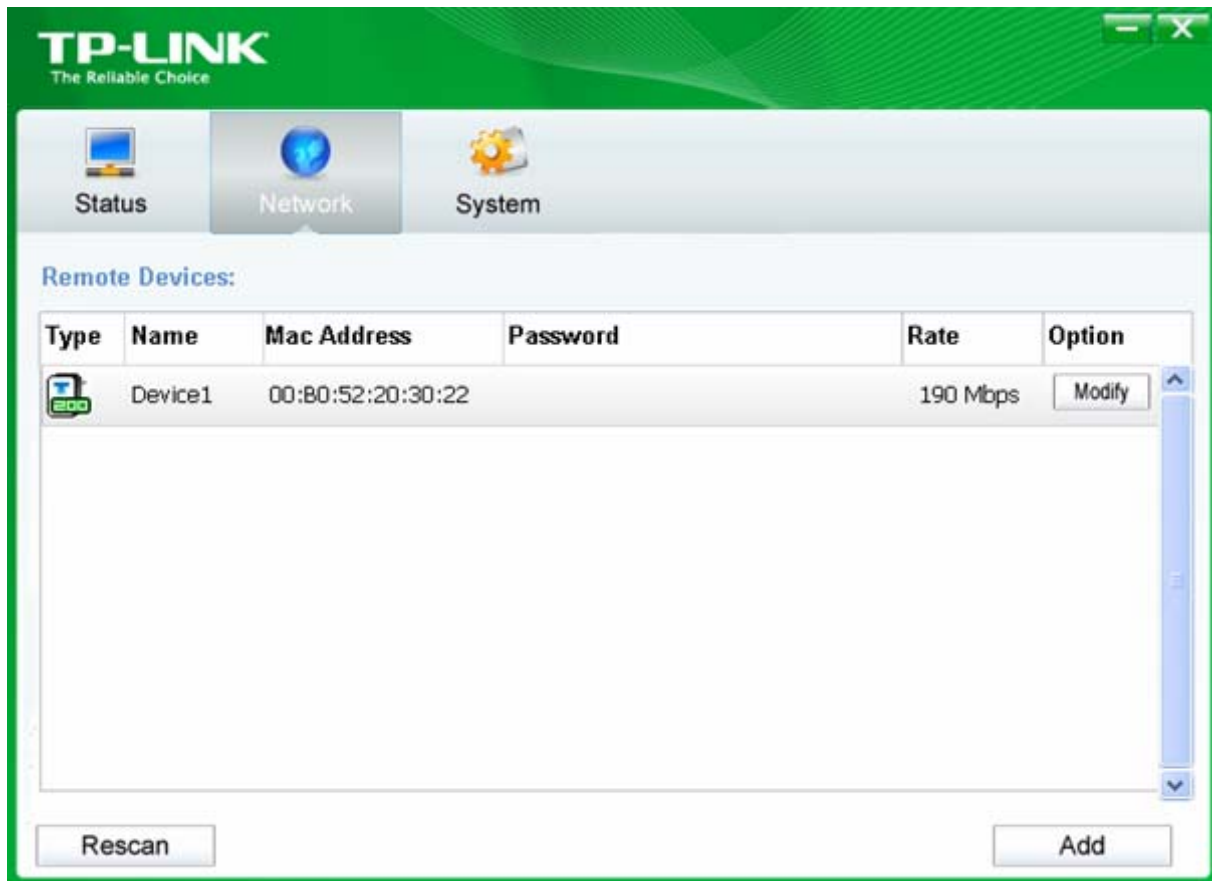 TP-LINK
The Reliable Choice
Status Network System
Remote Devices:
Type Name Mac Address Password Rate Option
T 200 Device1 00:B0:52:20:30:22 190 Mbps Modify
Rescan Add